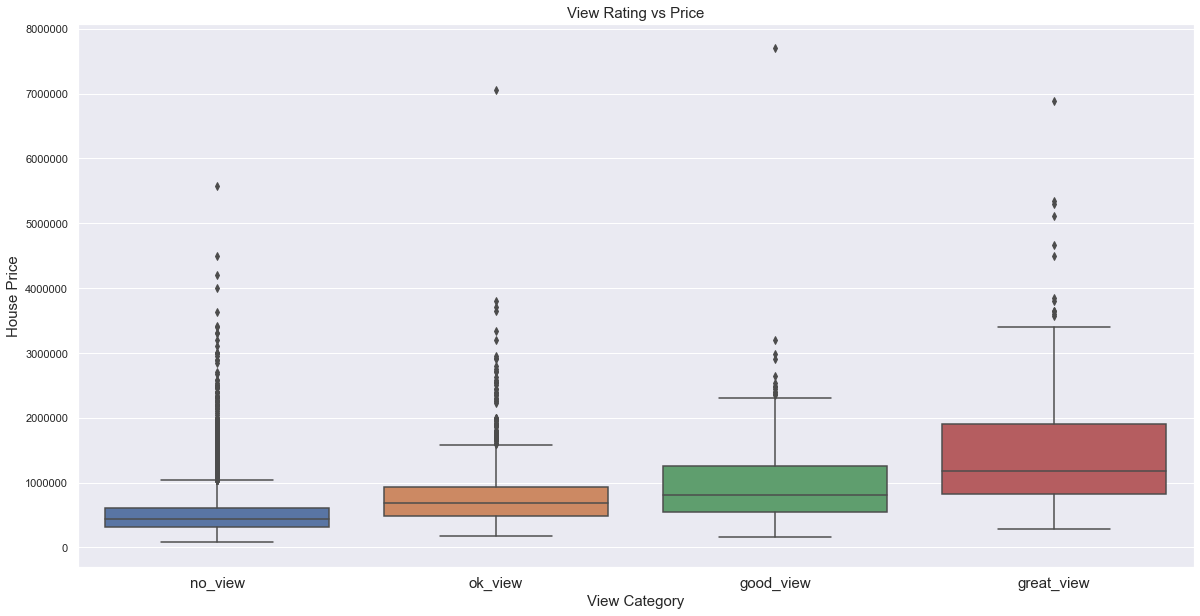 View Rating vs Price
8000000
7000000
6000000
5000000
4000000
3000000
2000000
1000000
0
House Price
no_view ok_view good_view great_view
View Category